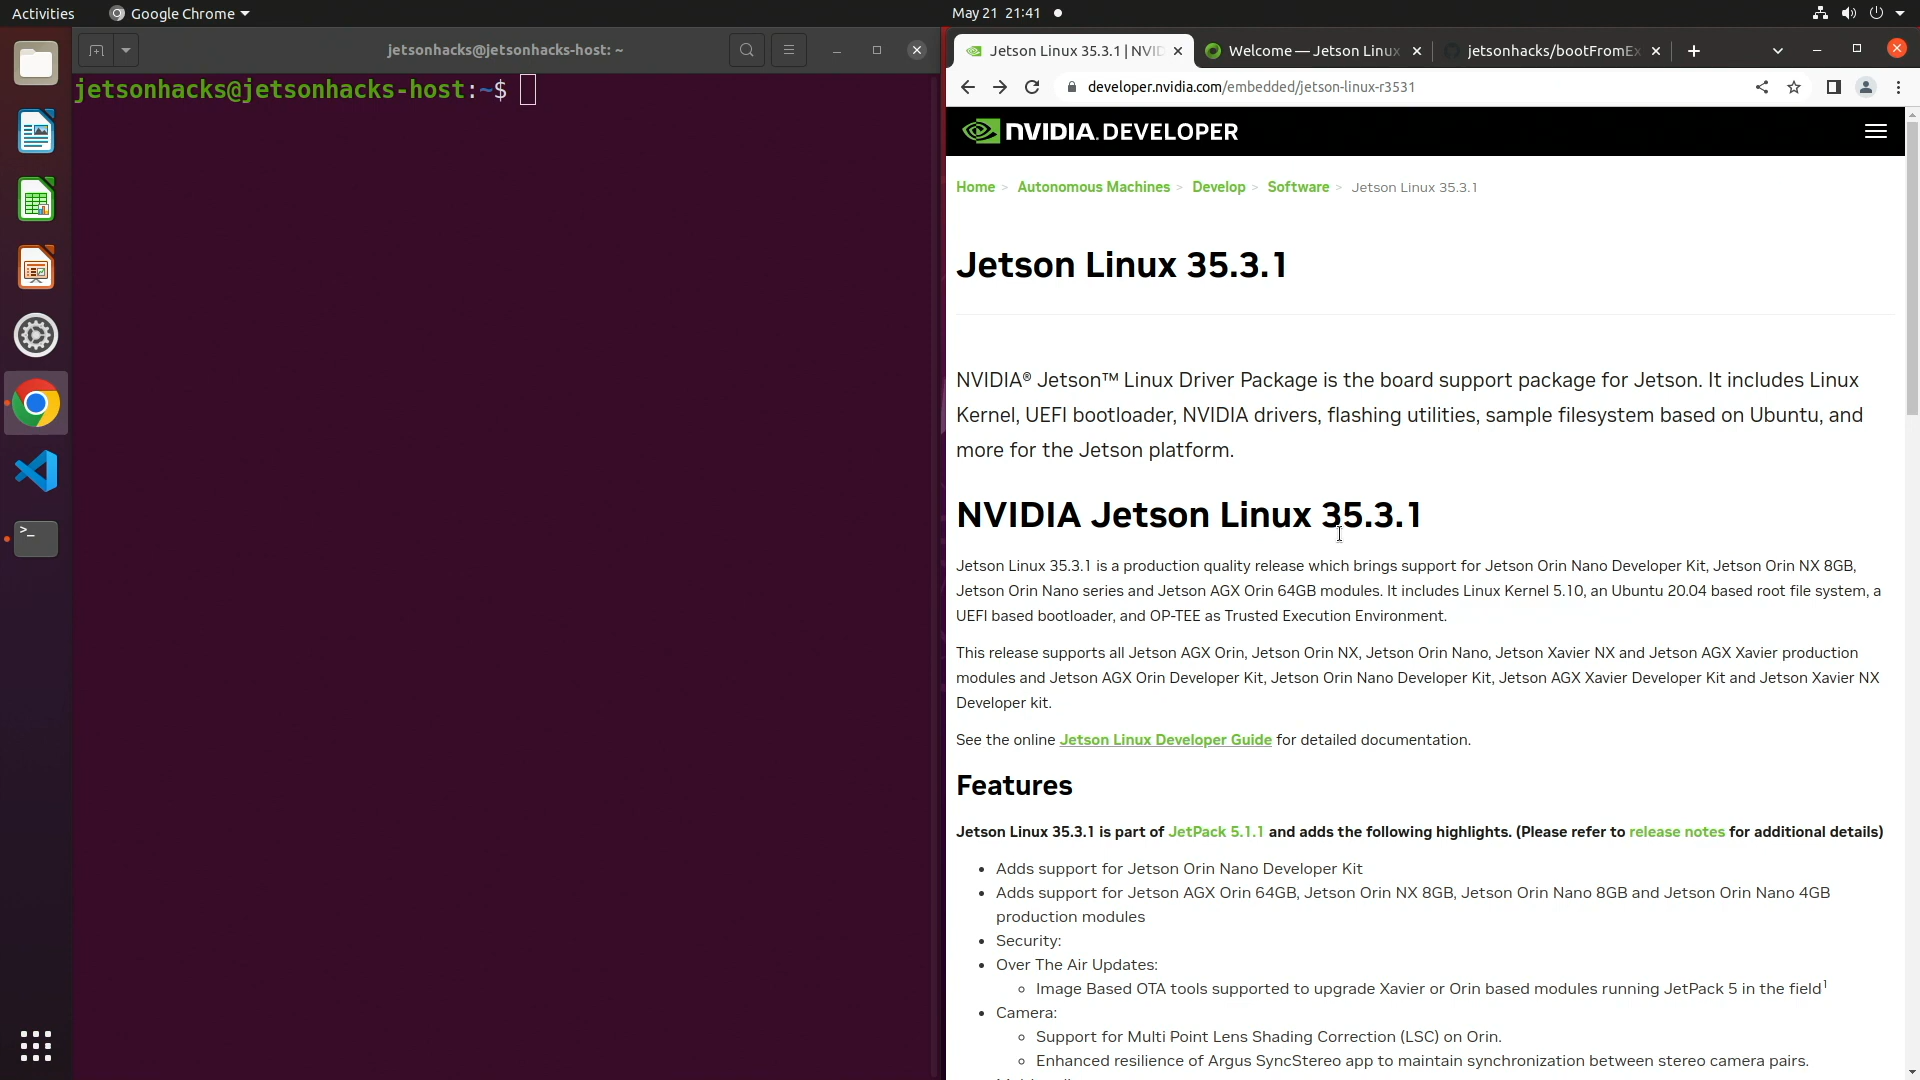 Activities
Google Chrome
May 21 21:41
jetsonhacks@jetsonhacks-host: ~
jetsonhacks@jetsonhacks-host:~$
>_
Jetson Linux 35.3.1 | NVID
Welcome — Jetson Linux
jetsonhacks/bootFromEx
developer.nvidia.com/embedded/jetson-linux-r3531
NVIDIA. DEVELOPER
Home > Autonomous Machines > Develop > Software > Jetson Linux 35.3.1
Jetson Linux 35.3.1
NVIDIA® Jetson™ Linux Driver Package is the board support package for Jetson. It includes Linux
Kernel, UEFI bootloader, NVIDIA drivers, flashing utilities, sample filesystem based on Ubuntu, and
more for the Jetson platform.
NVIDIA Jetson Linux 35.3.1
Jetson Linux 35.3.1 is a production quality release which brings support for Jetson Orin Nano Developer Kit, Jetson Orin NX 8GB,
Jetson Orin Nano series and Jetson AGX Orin 64GB modules. It includes Linux Kernel 5.10, an Ubuntu 20.04 based root file system, a
UEFI based bootloader, and OP-TEE as Trusted Execution Environment.
This release supports all Jetson AGX Orin, Jetson Orin NX, Jetson Orin Nano, Jetson Xavier NX and Jetson AGX Xavier production
modules and Jetson AGX Orin Developer Kit, Jetson Orin Nano Developer Kit, Jetson AGX Xavier Developer Kit and Jetson Xavier NX
Developer kit.
See the online Jetson Linux Developer Guide for detailed documentation.
Features
Jetson Linux 35.3.1 is part of JetPack 5.1.1 and adds the following highlights. (Please refer to release notes for additional details)
• Adds support for Jetson Orin Nano Developer Kit
• Adds support for Jetson AGX Orin 64GB, Jetson Orin NX 8GB, Jetson Orin Nano 8GB and Jetson Orin Nano 4GB
production modules
• Security:
• Over The Air Updates:
◦ Image Based OTA tools supported to upgrade Xavier or Orin based modules running JetPack 5 in the field¹
• Camera:
◦ Support for Multi Point Lens Shading Correction (LSC) on Orin.
◦ Enhanced resilience of Argus SyncStereo app to maintain synchronization between stereo camera pairs.